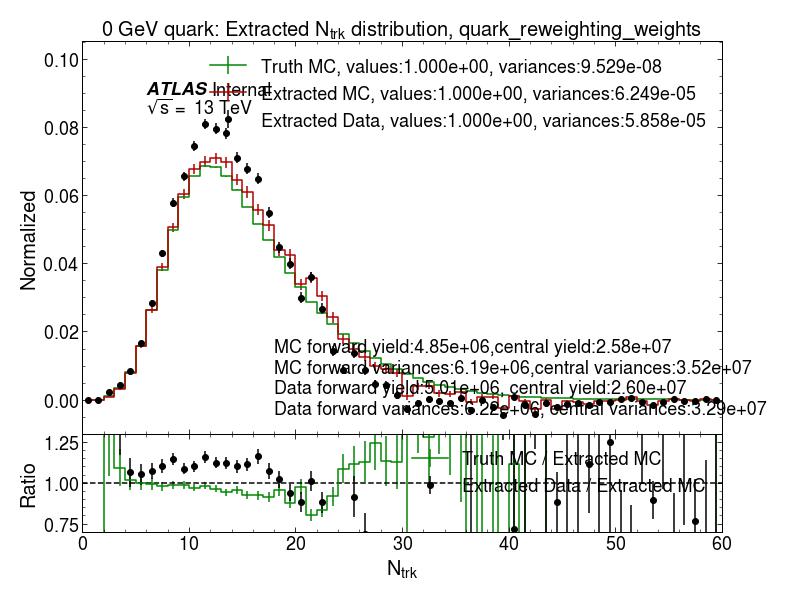 0 GeV quark: Extracted Ntrk distribution, quark_reweighting_weights
Truth MC, values:1.000e+00, variances:9.529e-08
ATLAS Internal
Extracted MC, values:1.000e+00, variances:6.249e-05
√s = 13 TeV
Extracted Data, values:1.000e+00, variances:5.858e-05
Normalized
0.10
0.08
0.06
0.04
0.02
0.00
MC forward yield:4.85e+06,central yield:2.58e+07
MC forward variances:6.19e+06,central variances:3.52e+07
Data forward yield:5.01e+06, central yield:2.60e+07
Data forward variances:6.22e+06, central variances:3.29e+07
Ratio
1.25
1.00
0.75
Truth MC / Extracted MC
Extracted Data / Extracted MC
0 10 20 30 40 50 60
Ntrk